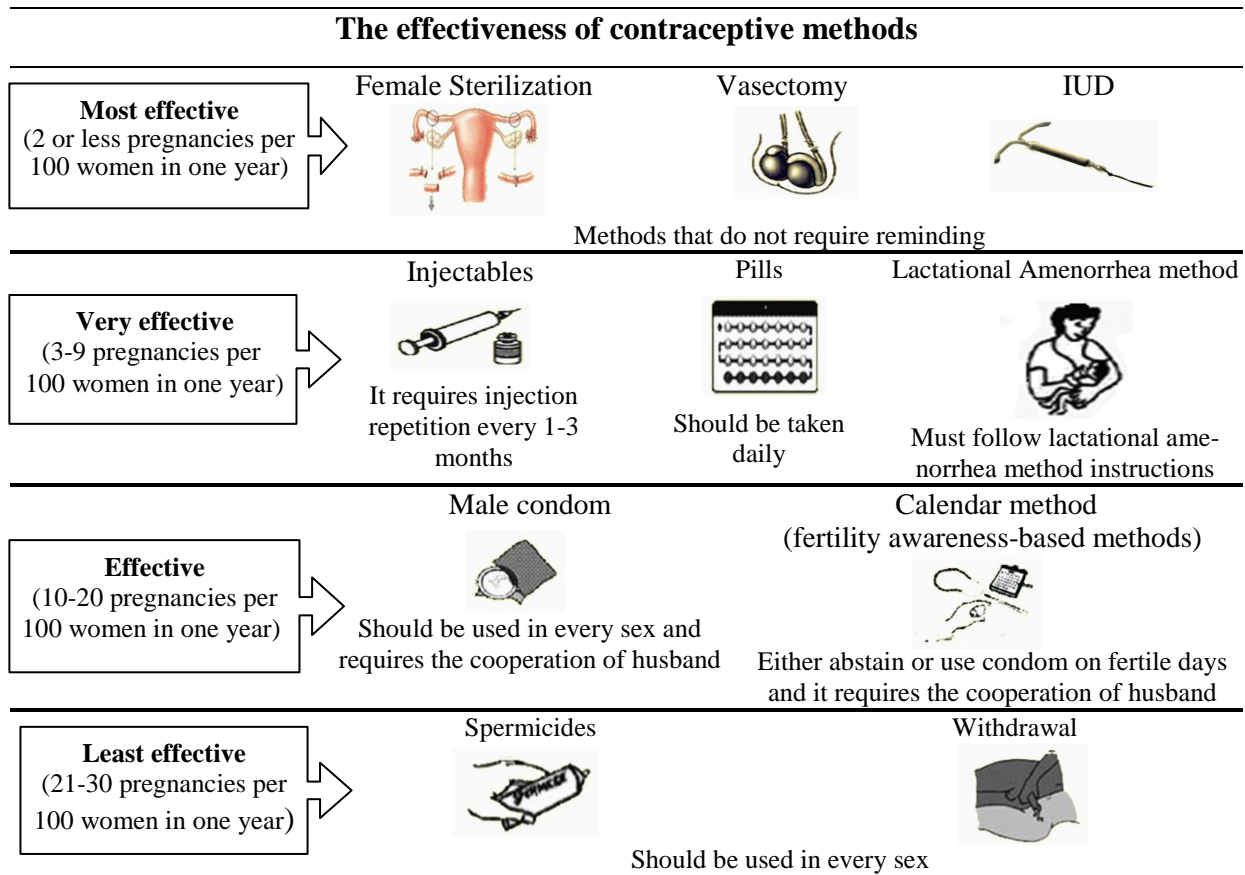 The effectiveness of contraceptive methods
Most effective
(2 or less pregnancies per
100 women in one year)
Female Sterilization
Vasectomy
IUD
Methods that do not require reminding
Very effective
(3-9 pregnancies per
100 women in one year)
Injectables
It requires injection
repetition every 1-3
months
Pills
Should be taken
daily
Lactational Amenorrhea method
Must follow lactational ame-
norrhea method instructions
Effective
(10-20 pregnancies per
100 women in one year)
Male condom
Should be used in every sex and
requires the cooperation of husband
Calendar method
(fertility awareness-based methods)
Either abstain or use condom on fertile days
and it requires the cooperation of husband
Least effective
(21-30 pregnancies per
100 women in one year)
Spermicides
Withdrawal
Should be used in every sex